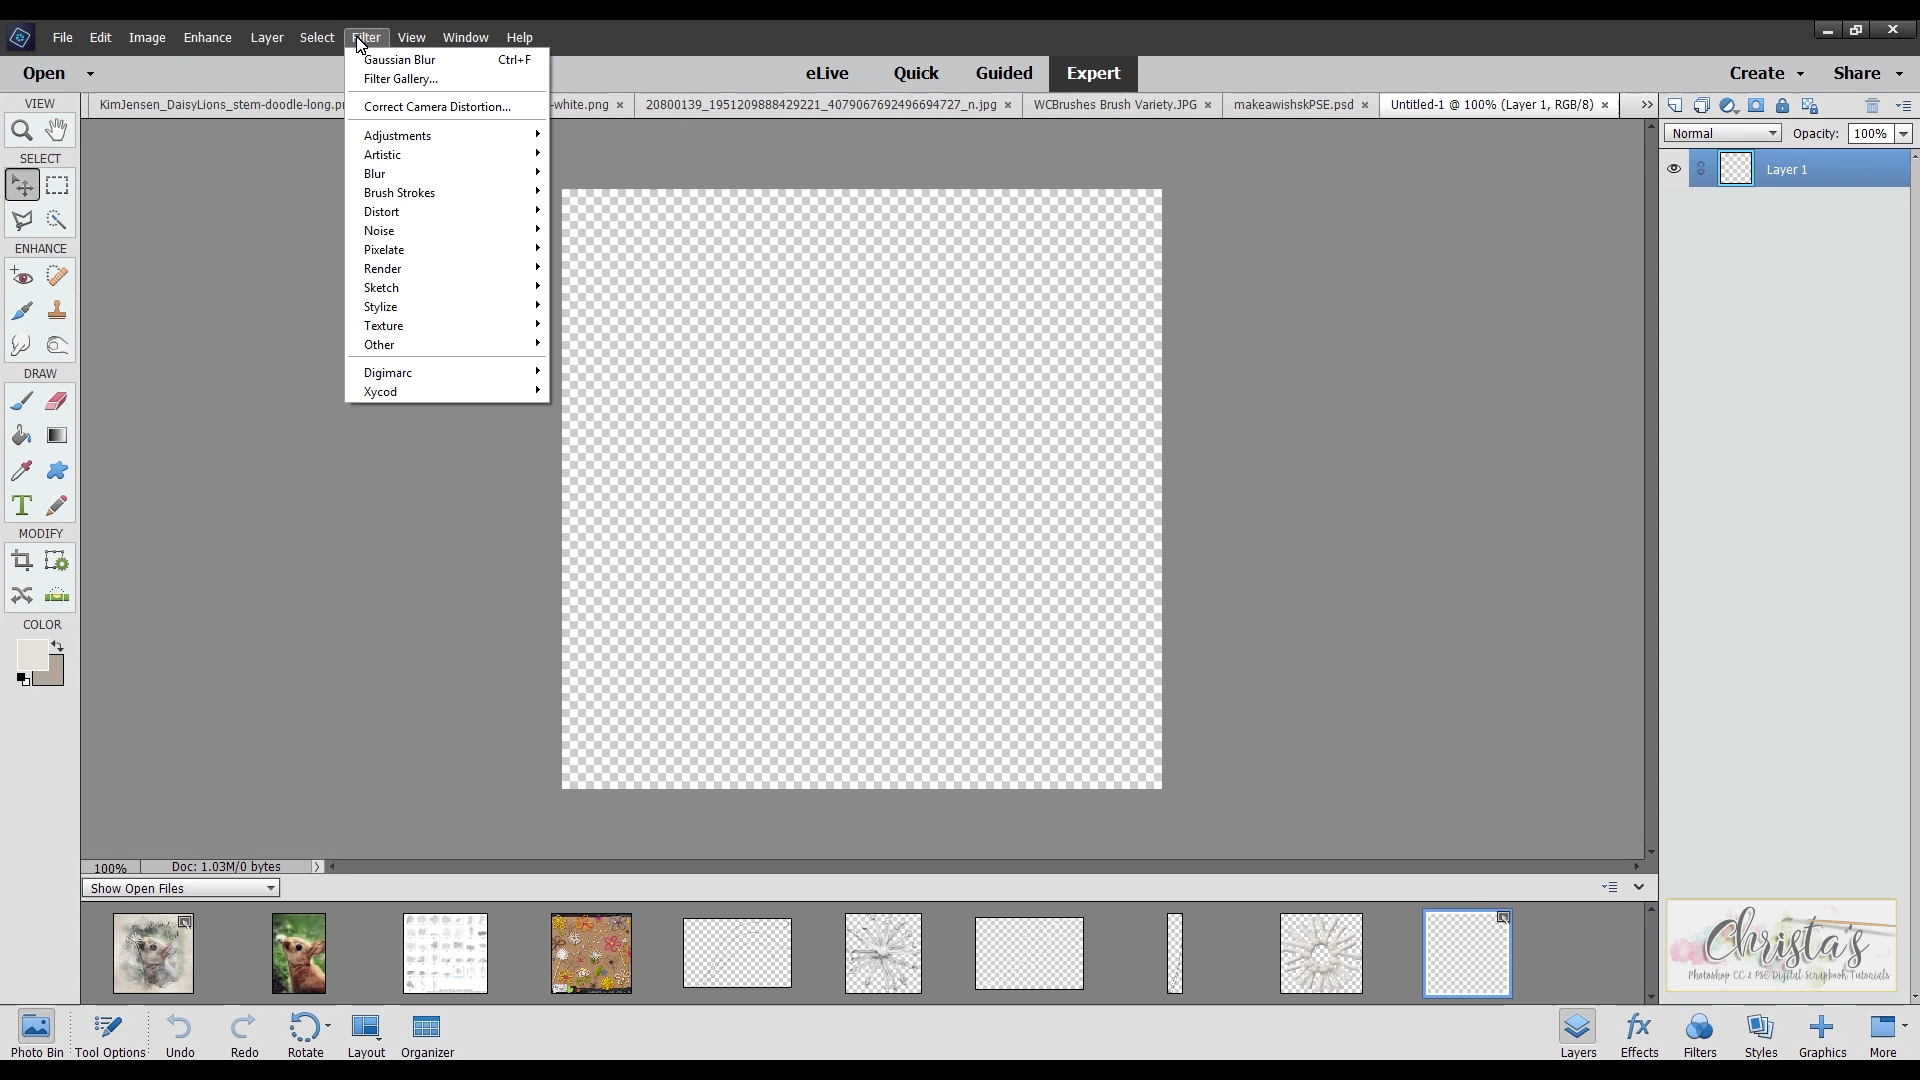 File Edit Image Enhance Layer Select Filter View Window Help
Open eLive Quick Guided Expert Create Share
VIEW
KimJensen_DaisyLions_stem-doodle-long.p
-white.png × 20800139_1951209888429221_4079067692496694727_n.jpg × WCBrushes Brush Variety.JPG × makeawishskPSE.psd × Untitled-1 @ 100% (Layer 1, RGB/8) × >>
Gaussian Blur Ctrl+F
Filter Gallery...
Correct Camera Distortion...
Adjustments
Artistic
Blur
Brush Strokes
Distort
Noise
Pixelate
Render
Sketch
Stylize
Texture
Other
Digimarc
Xycod
Normal Opacity: 100%
Layer 1
SELECT
ENHANCE
DRAW
MODIFY
COLOR
100% Doc: 1.03M/0 bytes
Show Open Files
Christa's
Photoshop CC & PSE Digital Scrapbook Tutorials
Photo Bin Tool Options Undo Redo Rotate Layout Organizer Layers Effects Filters Styles Graphics More